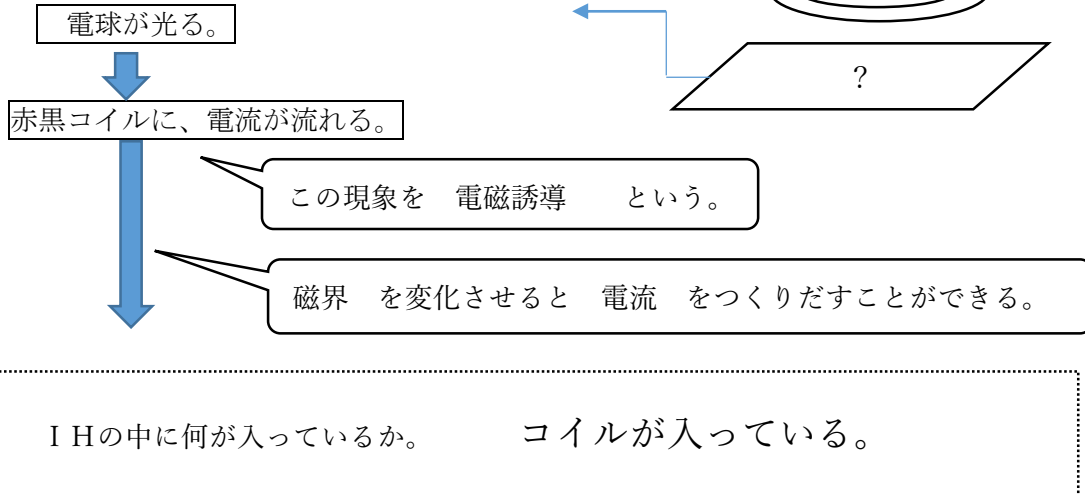 電球が光る。
?
赤黒コイルに、電流が流れる。
この現象を 電磁誘導 という。
磁界 を変化させると 電流 をつくりだすことができる。
ＩＨの中に何が入っているか。 コイルが入っている。